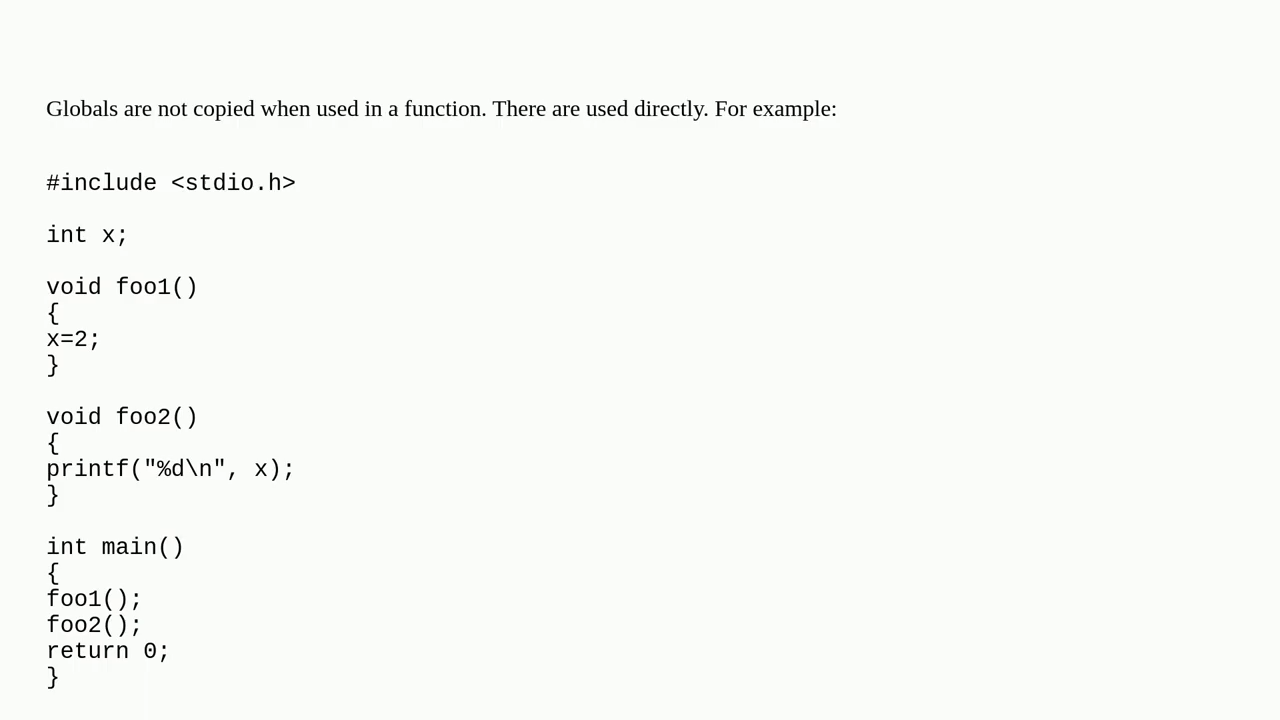 Globals are not copied when used in a function. There are used directly. For example:
#include <stdio.h>
int x;
void foo1()
{
x=2;
}
void foo2()
{
printf("%d\n", x);
}
int main()
{
foo1();
foo2();
return 0;
}